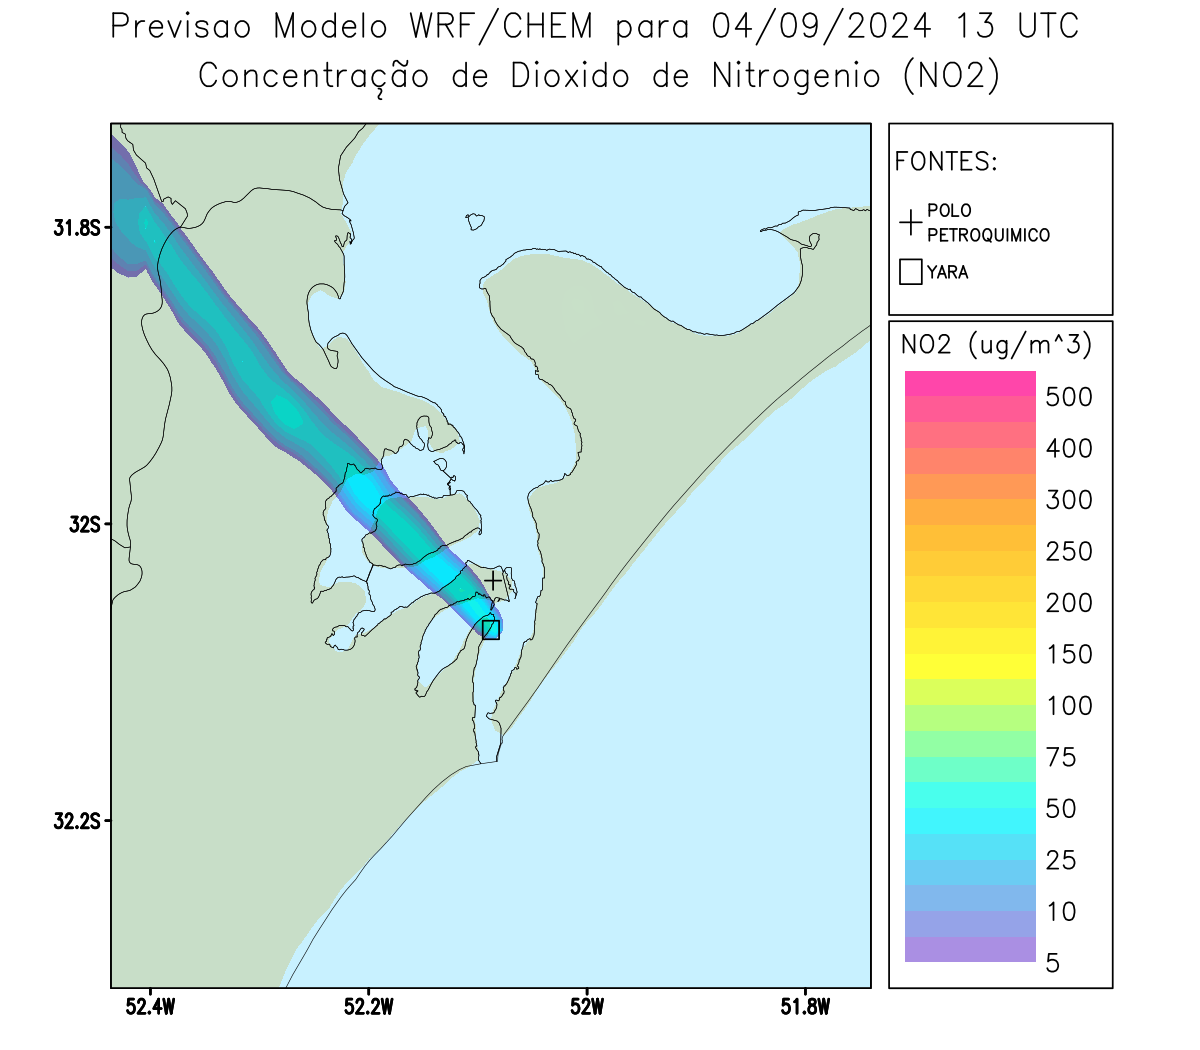 Previsao Modelo WRF/CHEM para 04/09/2024 13 UTC
Concentração de Dioxido de Nitrogenio (NO2)
FONTES:
POLO
PETROQUIMICO
YARA
NO2 (ug/m^3)
500
400
300
250
200
150
100
75
50
25
10
5
31.8S
32S
32.2S
52.4W
52.2W
52W
51.8W